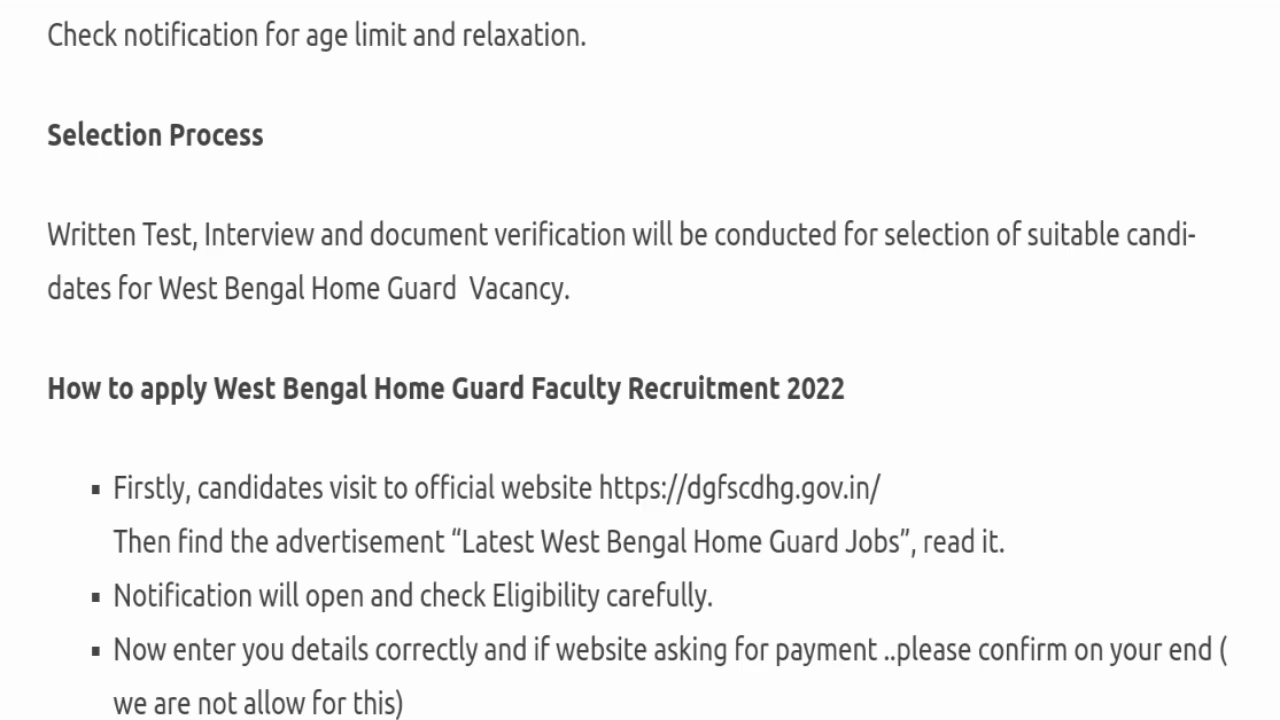 Check notification for age limit and relaxation.
Selection Process
Written Test, Interview and document verification will be conducted for selection of suitable candi-
dates for West Bengal Home Guard  Vacancy.
How to apply West Bengal Home Guard Faculty Recruitment 2022
▪ Firstly, candidates visit to official website https://dgfscdhg.gov.in/
Then find the advertisement “Latest West Bengal Home Guard Jobs”, read it.
▪ Notification will open and check Eligibility carefully.
▪ Now enter you details correctly and if website asking for payment ..please confirm on your end (
we are not allow for this)